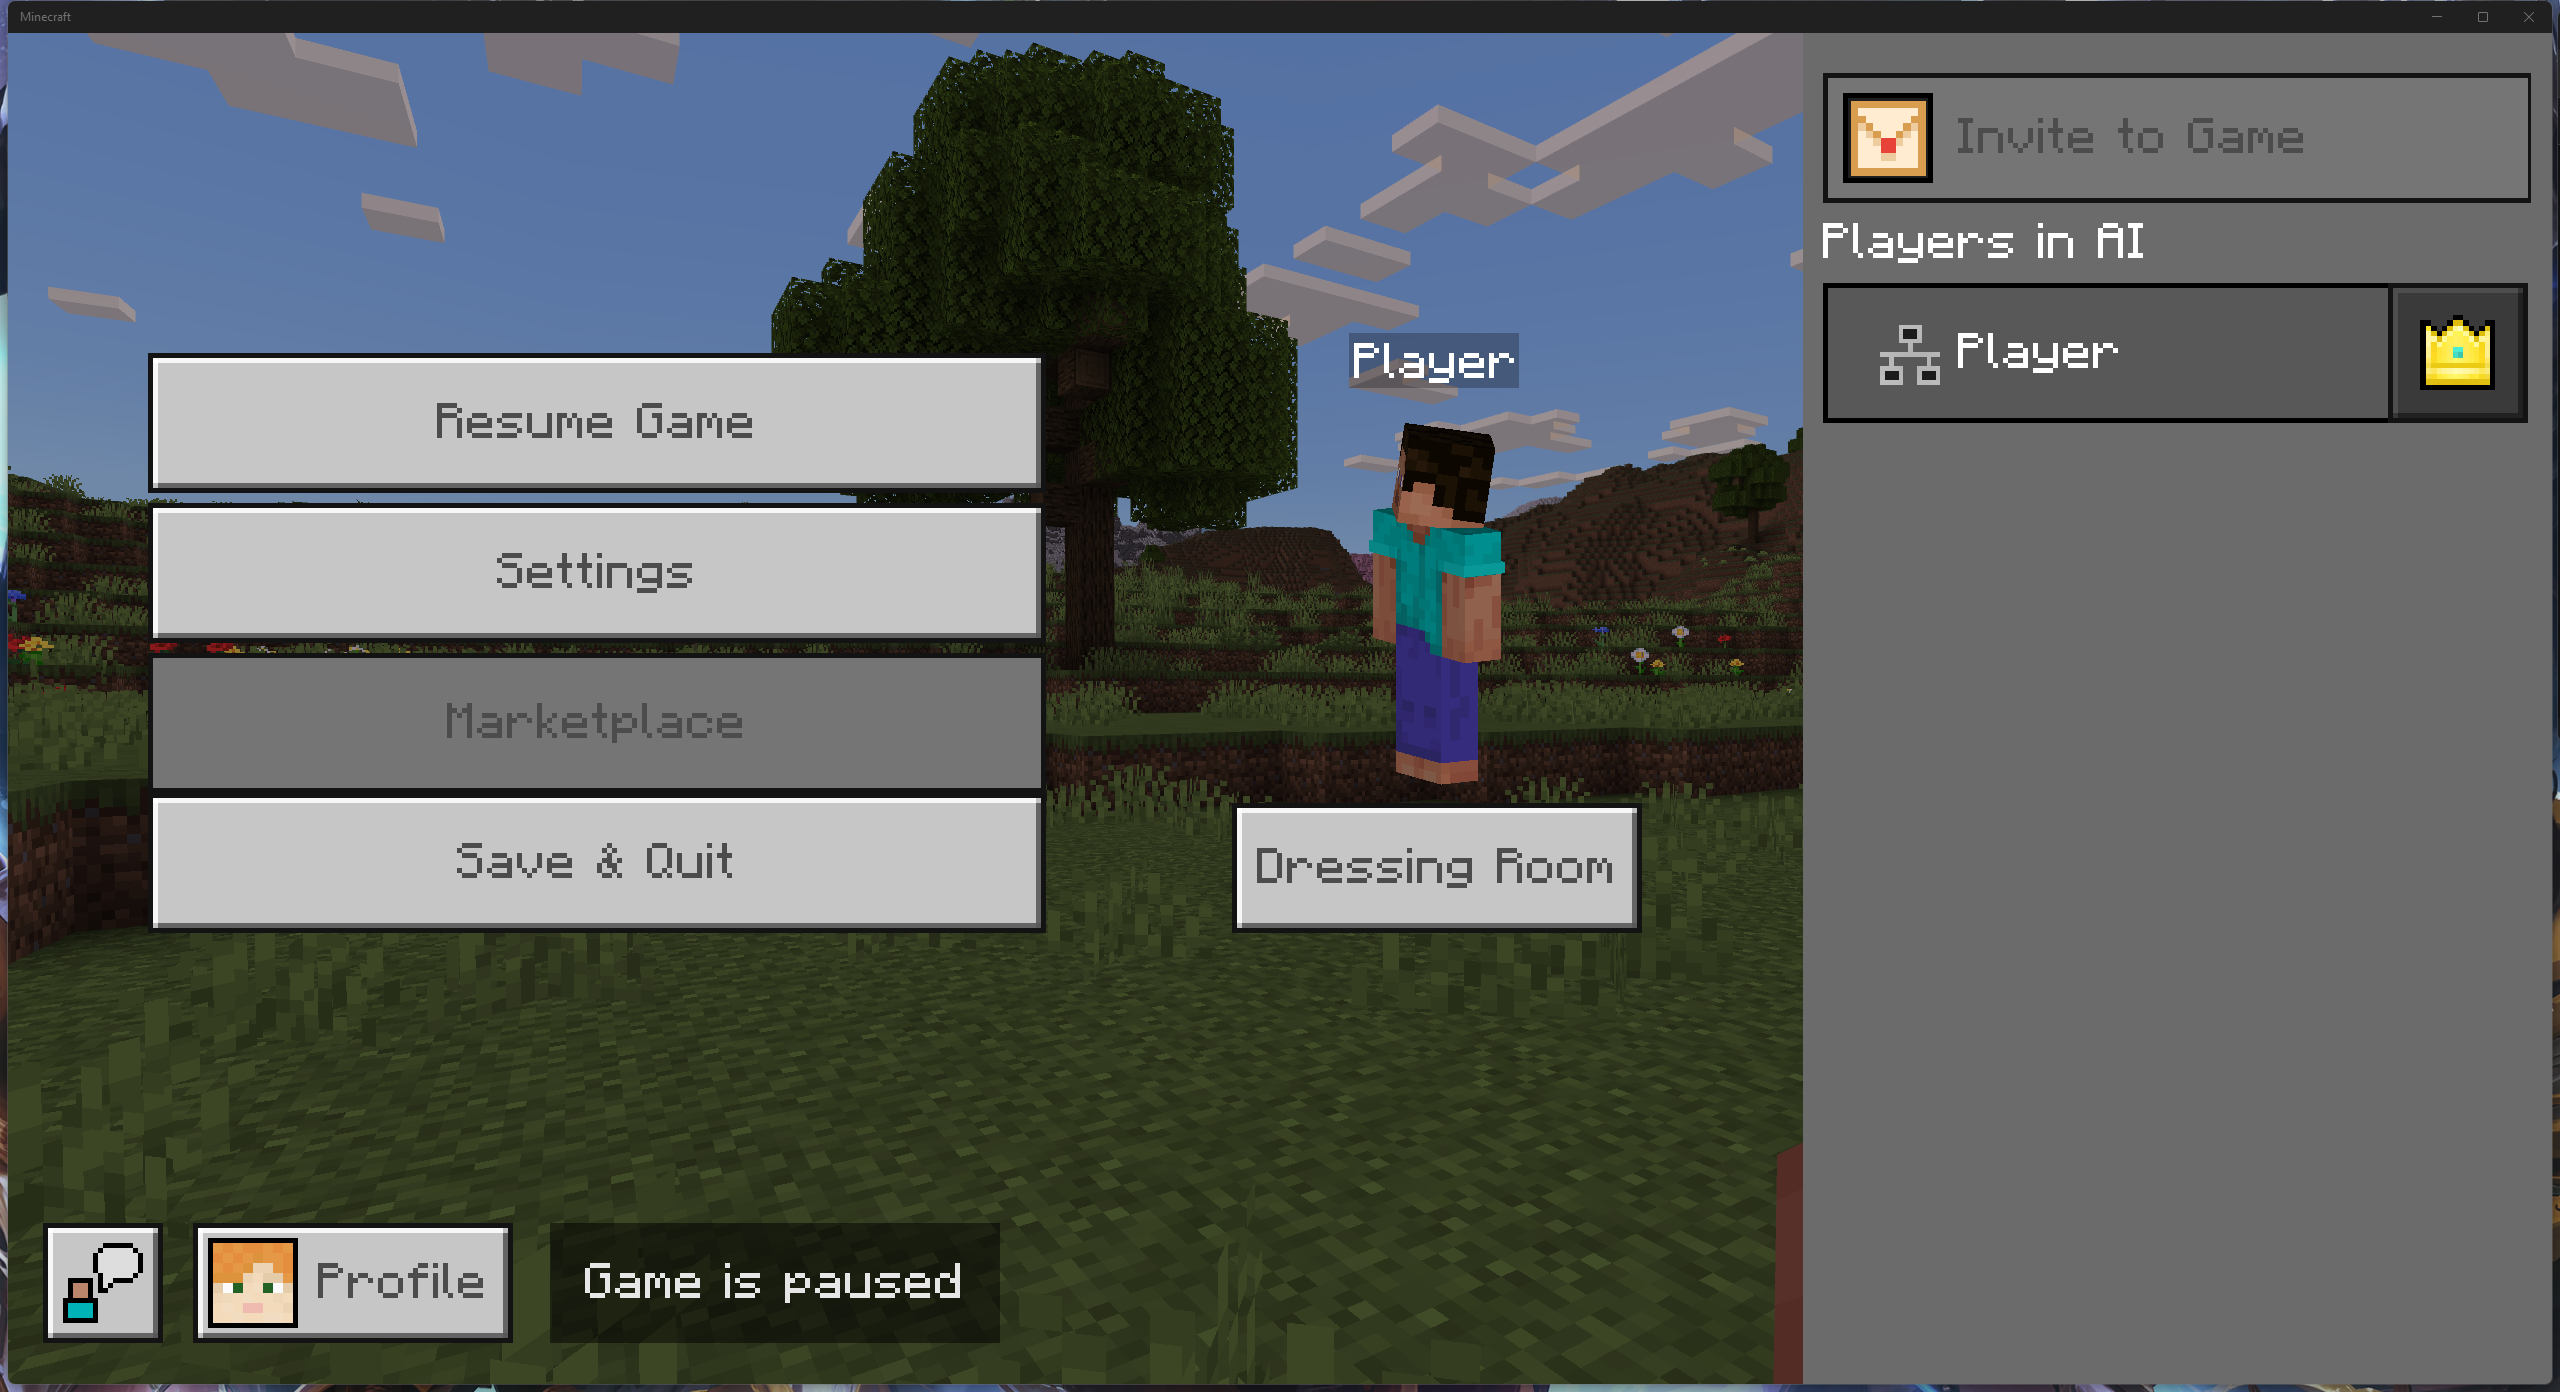 Minecraft
Invite to Game
Players in AI
Player
Player
Resume Game
Settings
Marketplace
Save & Quit
Dressing Room
Profile
Game is paused